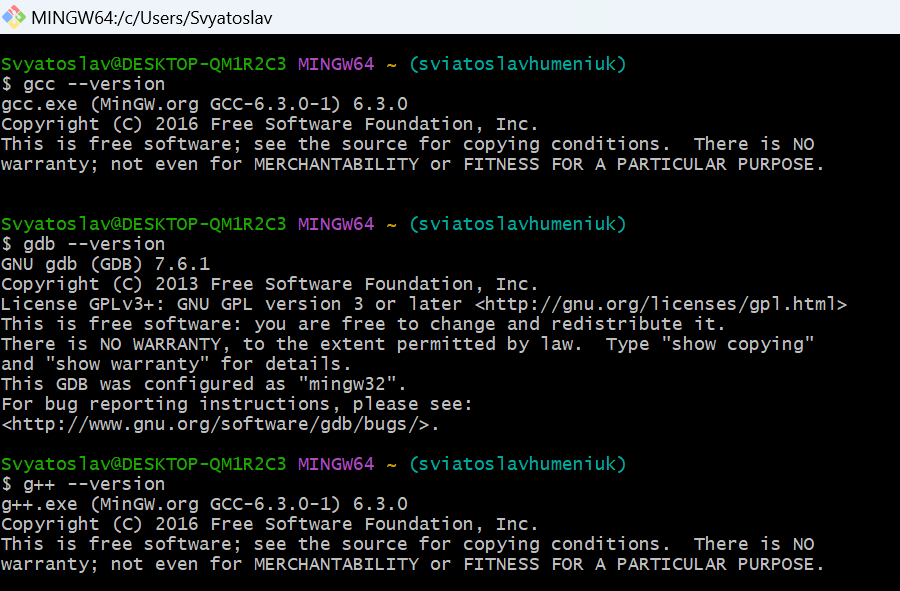 MINGW64:/c/Users/Svyatoslav
Svyatoslav@DESKTOP-QM1R2C3 MINGW64 ~ (sviatoslavhumeniuk)
$ gcc --version
gcc.exe (MinGW.org GCC-6.3.0-1) 6.3.0
Copyright (C) 2016 Free Software Foundation, Inc.
This is free software; see the source for copying conditions.  There is NO
warranty; not even for MERCHANTABILITY or FITNESS FOR A PARTICULAR PURPOSE.
Svyatoslav@DESKTOP-QM1R2C3 MINGW64 ~ (sviatoslavhumeniuk)
$ gdb --version
GNU gdb (GDB) 7.6.1
Copyright (C) 2013 Free Software Foundation, Inc.
License GPLv3+: GNU GPL version 3 or later <http://gnu.org/licenses/gpl.html>
This is free software: you are free to change and redistribute it.
There is NO WARRANTY, to the extent permitted by law.  Type "show copying"
and "show warranty" for details.
This GDB was configured as "mingw32".
For bug reporting instructions, please see:
<http://www.gnu.org/software/gdb/bugs/>.
Svyatoslav@DESKTOP-QM1R2C3 MINGW64 ~ (sviatoslavhumeniuk)
$ g++ --version
g++.exe (MinGW.org GCC-6.3.0-1) 6.3.0
Copyright (C) 2016 Free Software Foundation, Inc.
This is free software; see the source for copying conditions.  There is NO
warranty; not even for MERCHANTABILITY or FITNESS FOR A PARTICULAR PURPOSE.